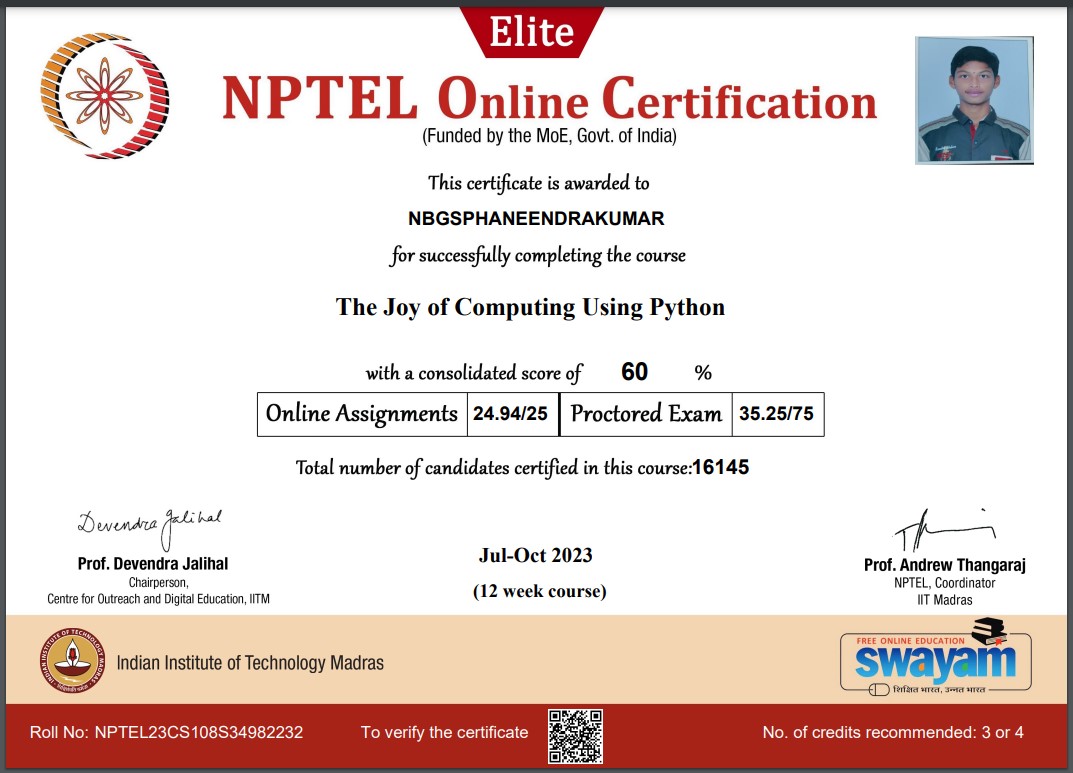 Elite
NPTEL Online Certification
(Funded by the MoE, Govt. of India)
This certificate is awarded to
NBGSPHANEENDRAKUMAR
for successfully completing the course
The Joy of Computing Using Python
with a consolidated score of 60 %
Online Assignments 24.94/25 Proctored Exam 35.25/75
Total number of candidates certified in this course:16145
Devendra Jalihal
Prof. Devendra Jalihal
Chairperson,
Centre for Outreach and Digital Education, IITM
Jul-Oct 2023
(12 week course)
Prof. Andrew Thangaraj
NPTEL, Coordinator
IIT Madras
INDIAN INSTITUTE OF TECHNOLOGY MADRAS
Indian Institute of Technology Madras
FREE ONLINE EDUCATION
swayam
शिक्षित भारत, उन्नत भारत
Roll No: NPTEL23CS108S34982232
To verify the certificate
No. of credits recommended: 3 or 4